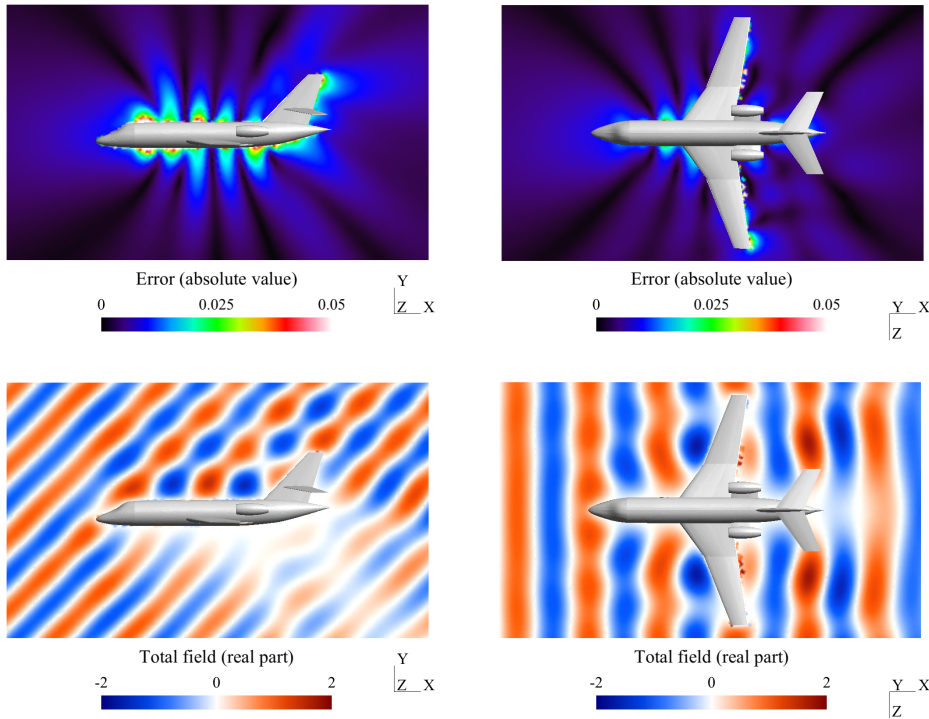 Error (absolute value)
0 0.025 0.05
Y
Z X
Error (absolute value)
0 0.025 0.05
Y X
Z
Total field (real part)
-2 0 2
Y
Z X
Total field (real part)
-2 0 2
Y X
Z